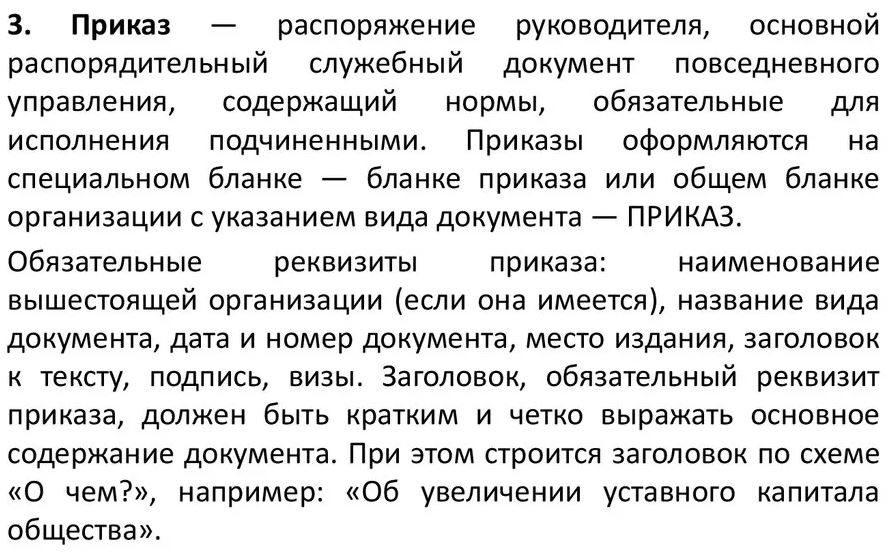 3. Приказ — распоряжение руководителя, основной
распорядительный служебный документ повседневного
управления, содержащий нормы, обязательные для
исполнения подчиненными. Приказы оформляются на
специальном бланке — бланке приказа или общем бланке
организации с указанием вида документа — ПРИКАЗ.
Обязательные реквизиты приказа: наименование
вышестоящей организации (если она имеется), название вида
документа, дата и номер документа, место издания, заголовок
к тексту, подпись, визы. Заголовок, обязательный реквизит
приказа, должен быть кратким и четко выражать основное
содержание документа. При этом строится заголовок по схеме
«О чем?», например: «Об увеличении уставного капитала
общества».